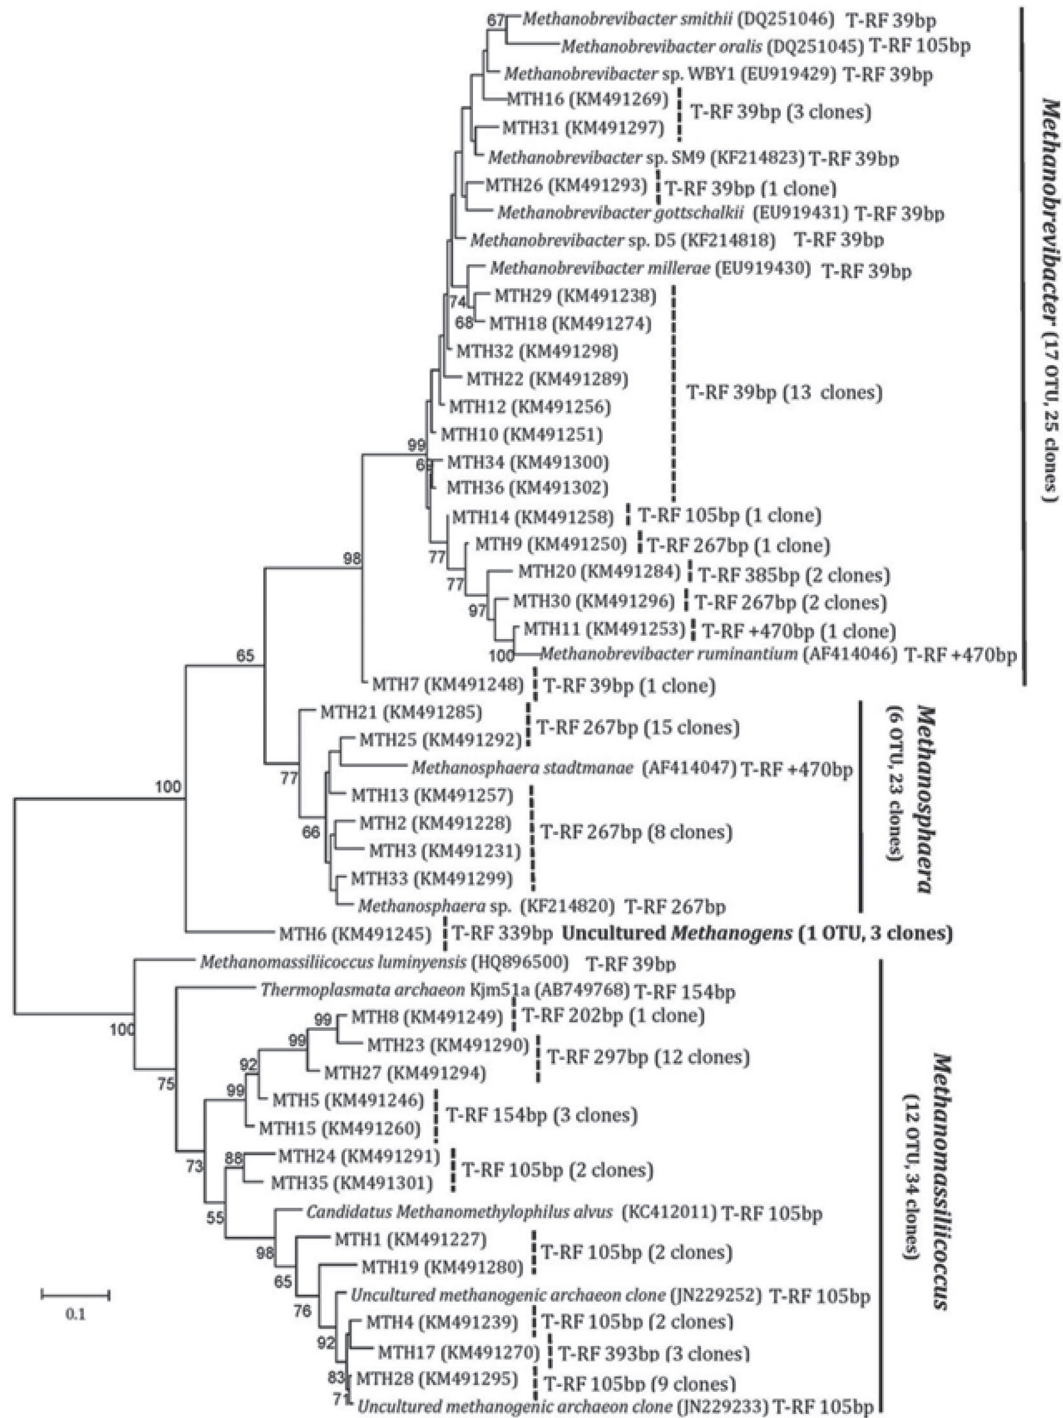 67
Methanobrevibacter smithii (DQ251046) T-RF 39bp
Methanobrevibacter oralis (DQ251045) T-RF 105bp
Methanobrevibacter sp. WBY1 (EU919429) T-RF 39bp
MTH16 (KM491269)
T-RF 39bp (3 clones)
MTH31 (KM491297)
Methanobrevibacter sp. SM9 (KF214823) T-RF 39bp
MTH26 (KM491293) T-RF 39bp (1 clone)
Methanobrevibacter gottschalkii (EU919431) T-RF 39bp
Methanobrevibacter sp. D5 (KF214818) T-RF 39bp
Methanobrevibacter millerae (EU919430) T-RF 39bp
74
MTH29 (KM491238)
68
MTH18 (KM491274)
MTH32 (KM491298)
MTH22 (KM491289)
T-RF 39bp (13 clones)
MTH12 (KM491256)
MTH10 (KM491251)
99
MTH34 (KM491300)
MTH36 (KM491302)
MTH14 (KM491258) T-RF 105bp (1 clone)
77
MTH9 (KM491250) T-RF 267bp (1 clone)
98
77
MTH20 (KM491284) T-RF 385bp (2 clones)
97
MTH30 (KM491296) T-RF 267bp (2 clones)
MTH11 (KM491253) T-RF +470bp (1 clone)
100
Methanobrevibacter ruminantium (AF414046) T-RF +470bp
65
MTH7 (KM491248) T-RF 39bp (1 clone)
Methanobrevibacter (17 OTU, 25 clones )
MTH21 (KM491285)
T-RF 267bp (15 clones)
MTH25 (KM491292)
77
Methanosphaera stadtmanae (AF414047) T-RF +470bp
100
MTH13 (KM491257)
66
MTH2 (KM491228)
T-RF 267bp (8 clones)
MTH3 (KM491231)
MTH33 (KM491299)
Methanosphaera sp. (KF214820) T-RF 267bp
Methanosphaera
(6 OTU, 23 clones)
MTH6 (KM491245) T-RF 339bp Uncultured Methanogens (1 OTU, 3 clones)
Methanomassiliicoccus luminyensis (HQ896500) T-RF 39bp
100
Thermoplasmata archaeon Kjm51a (AB749768) T-RF 154bp
99
MTH8 (KM491249) T-RF 202bp (1 clone)
99
MTH23 (KM491290)
T-RF 297bp (12 clones)
92
MTH27 (KM491294)
75
99
MTH5 (KM491246)
T-RF 154bp (3 clones)
MTH15 (KM491260)
73
88
MTH24 (KM491291)
T-RF 105bp (2 clones)
MTH35 (KM491301)
55
Candidatus Methanomethylophilus alvus (KC412011) T-RF 105bp
98
MTH1 (KM491227)
T-RF 105bp (2 clones)
65
MTH19 (KM491280)
76
Uncultured methanogenic archaeon clone (JN229252) T-RF 105bp
92
MTH4 (KM491239) T-RF 105bp (2 clones)
MTH17 (KM491270) T-RF 393bp (3 clones)
83
MTH28 (KM491295) T-RF 105bp (9 clones)
71
Uncultured methanogenic archaeon clone (JN229233) T-RF 105bp
Methanomassiliicoccus
(12 OTU, 34 clones)
0.1